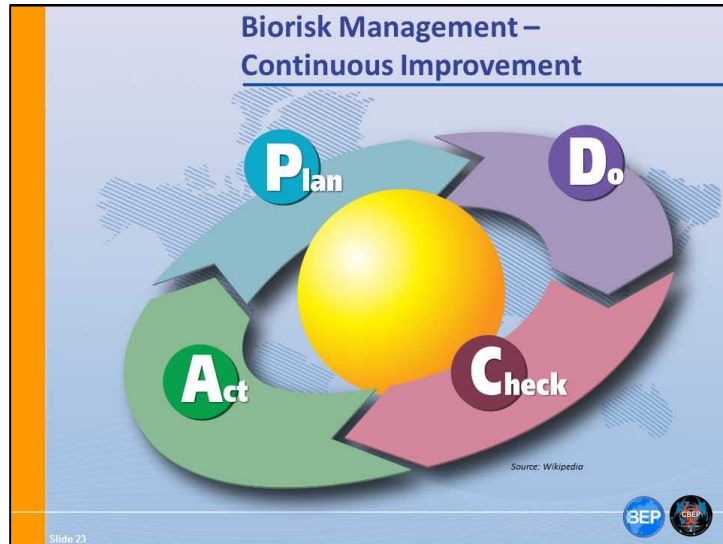 Biorisk Management –
Continuous Improvement
Plan
Do
Act
Check
Source: Wikipedia
BEP
CBEP
Slide 23